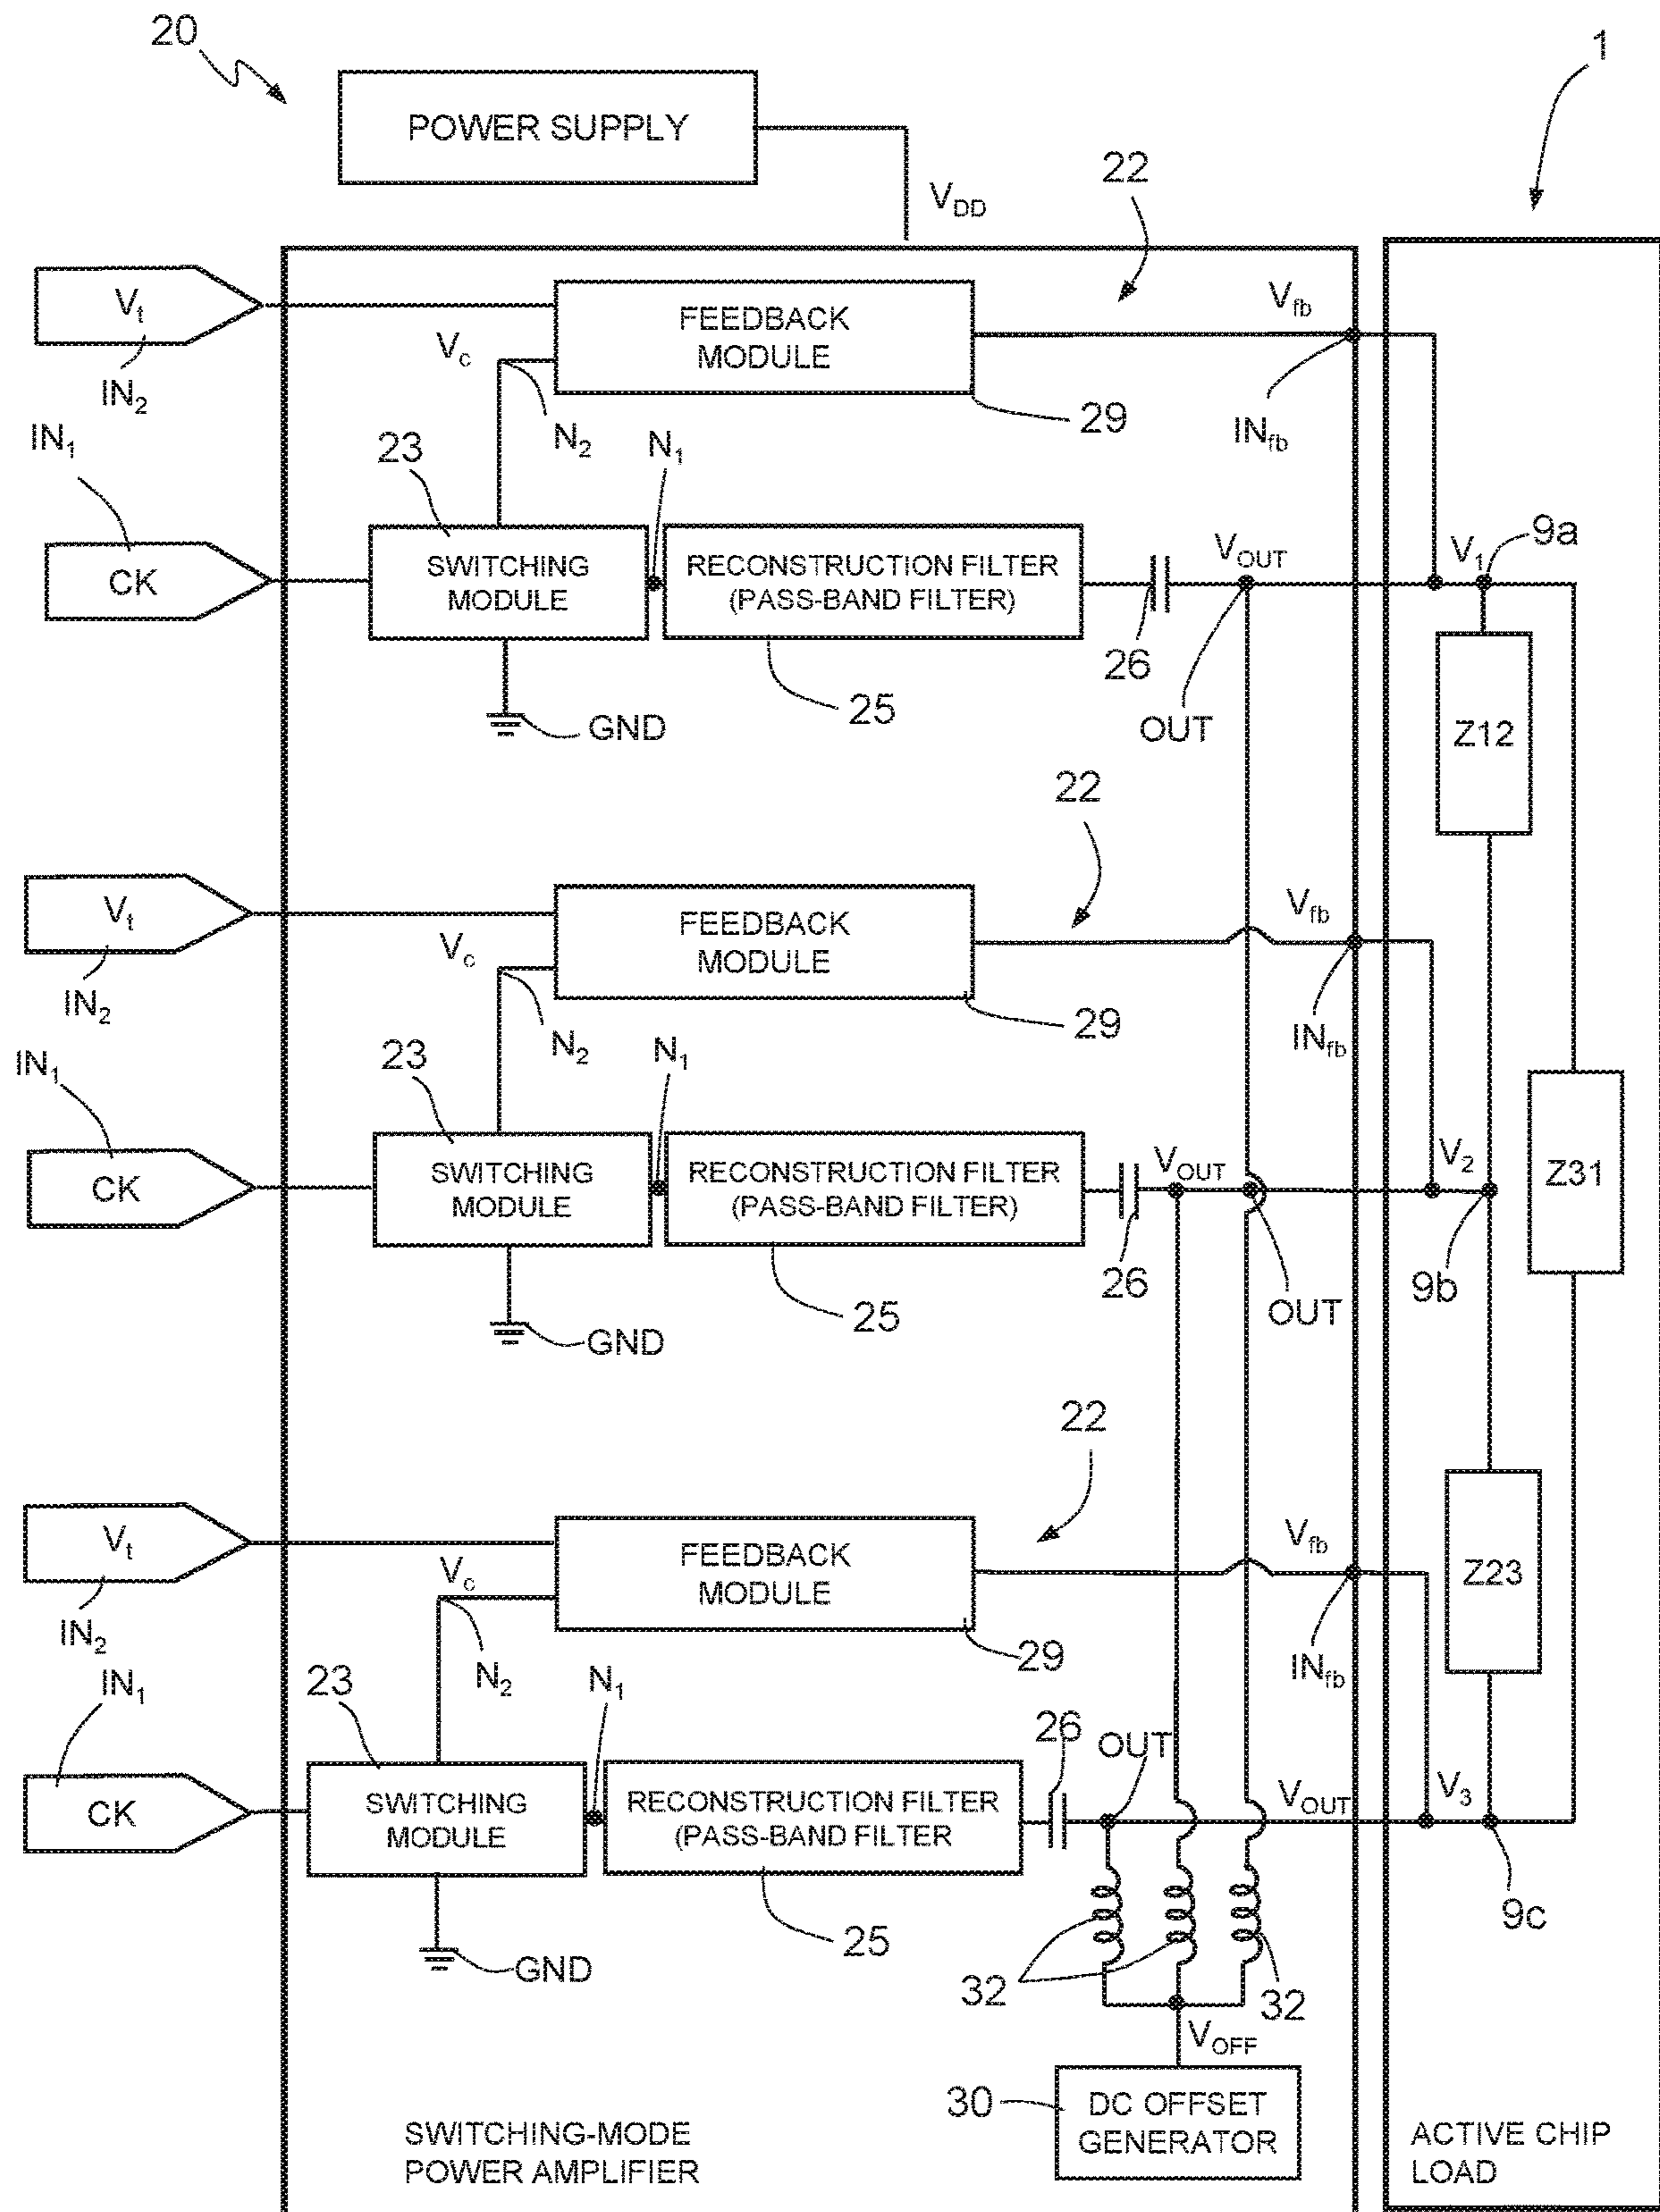 20
1
POWER SUPPLY
V_DD
22
V_t
IN_2
FEEDBACK
MODULE
V_c
N_2
29
V_fb
IN_fb
IN_1
CK
23
SWITCHING
MODULE
N_1
RECONSTRUCTION FILTER
(PASS-BAND FILTER)
25
GND
26
V_OUT
OUT
V_1
9a
Z12
22
V_t
IN_2
FEEDBACK
MODULE
V_c
N_2
29
V_fb
IN_fb
IN_1
CK
23
SWITCHING
MODULE
N_1
RECONSTRUCTION FILTER
(PASS-BAND FILTER)
25
GND
26
V_OUT
OUT
V_2
9b
Z31
22
V_t
IN_2
FEEDBACK
MODULE
V_c
N_2
29
V_fb
IN_fb
Z23
IN_1
CK
23
SWITCHING
MODULE
N_1
RECONSTRUCTION FILTER
(PASS-BAND FILTER
25
GND
26
OUT
V_OUT
V_3
9c
32
32
V_OFF
30
DC OFFSET
GENERATOR
SWITCHING-MODE
POWER AMPLIFIER
ACTIVE CHIP
LOAD